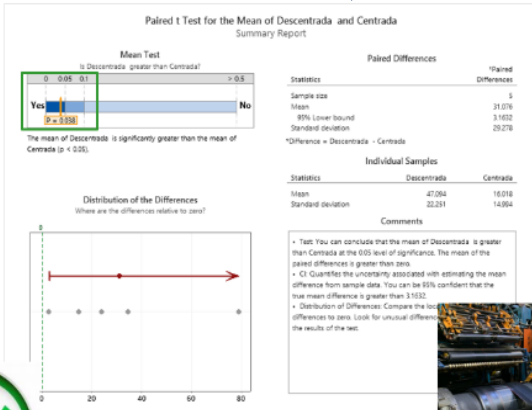 Paired t Test for the Mean of Descentrada and Centrada
Summary Report
Mean Test
Is Descentrada greater than Centrada?
0 0.05 0.1 > 0.5
Yes No
P = 0.038
The mean of Descentrada is significantly greater than the mean of
Centrada (p < 0.05).
Distribution of the Differences
Where are the differences relative to zero?
0
0 20 40 60 80
Paired Differences
*Paired
Statistics Differences
Sample size 5
Mean 31.076
95% Lower bound 3.1632
Standard deviation 29.278
*Difference = Descentrada - Centrada
Individual Samples
Statistics Descentrada Centrada
Mean 47.094 16.018
Standard deviation 22.251 14.994
Comments
• Test: You can conclude that the mean of Descentrada is greater
than Centrada at the 0.05 level of significance. The mean of the
paired differences is greater than zero.
• CI: Quantifies the uncertainty associated with estimating the mean
difference from sample data. You can be 95% confident that the
true mean difference is greater than 3.1632.
• Distribution of Differences: Compare the
differences to zero. Look for unusual
the results of the test.